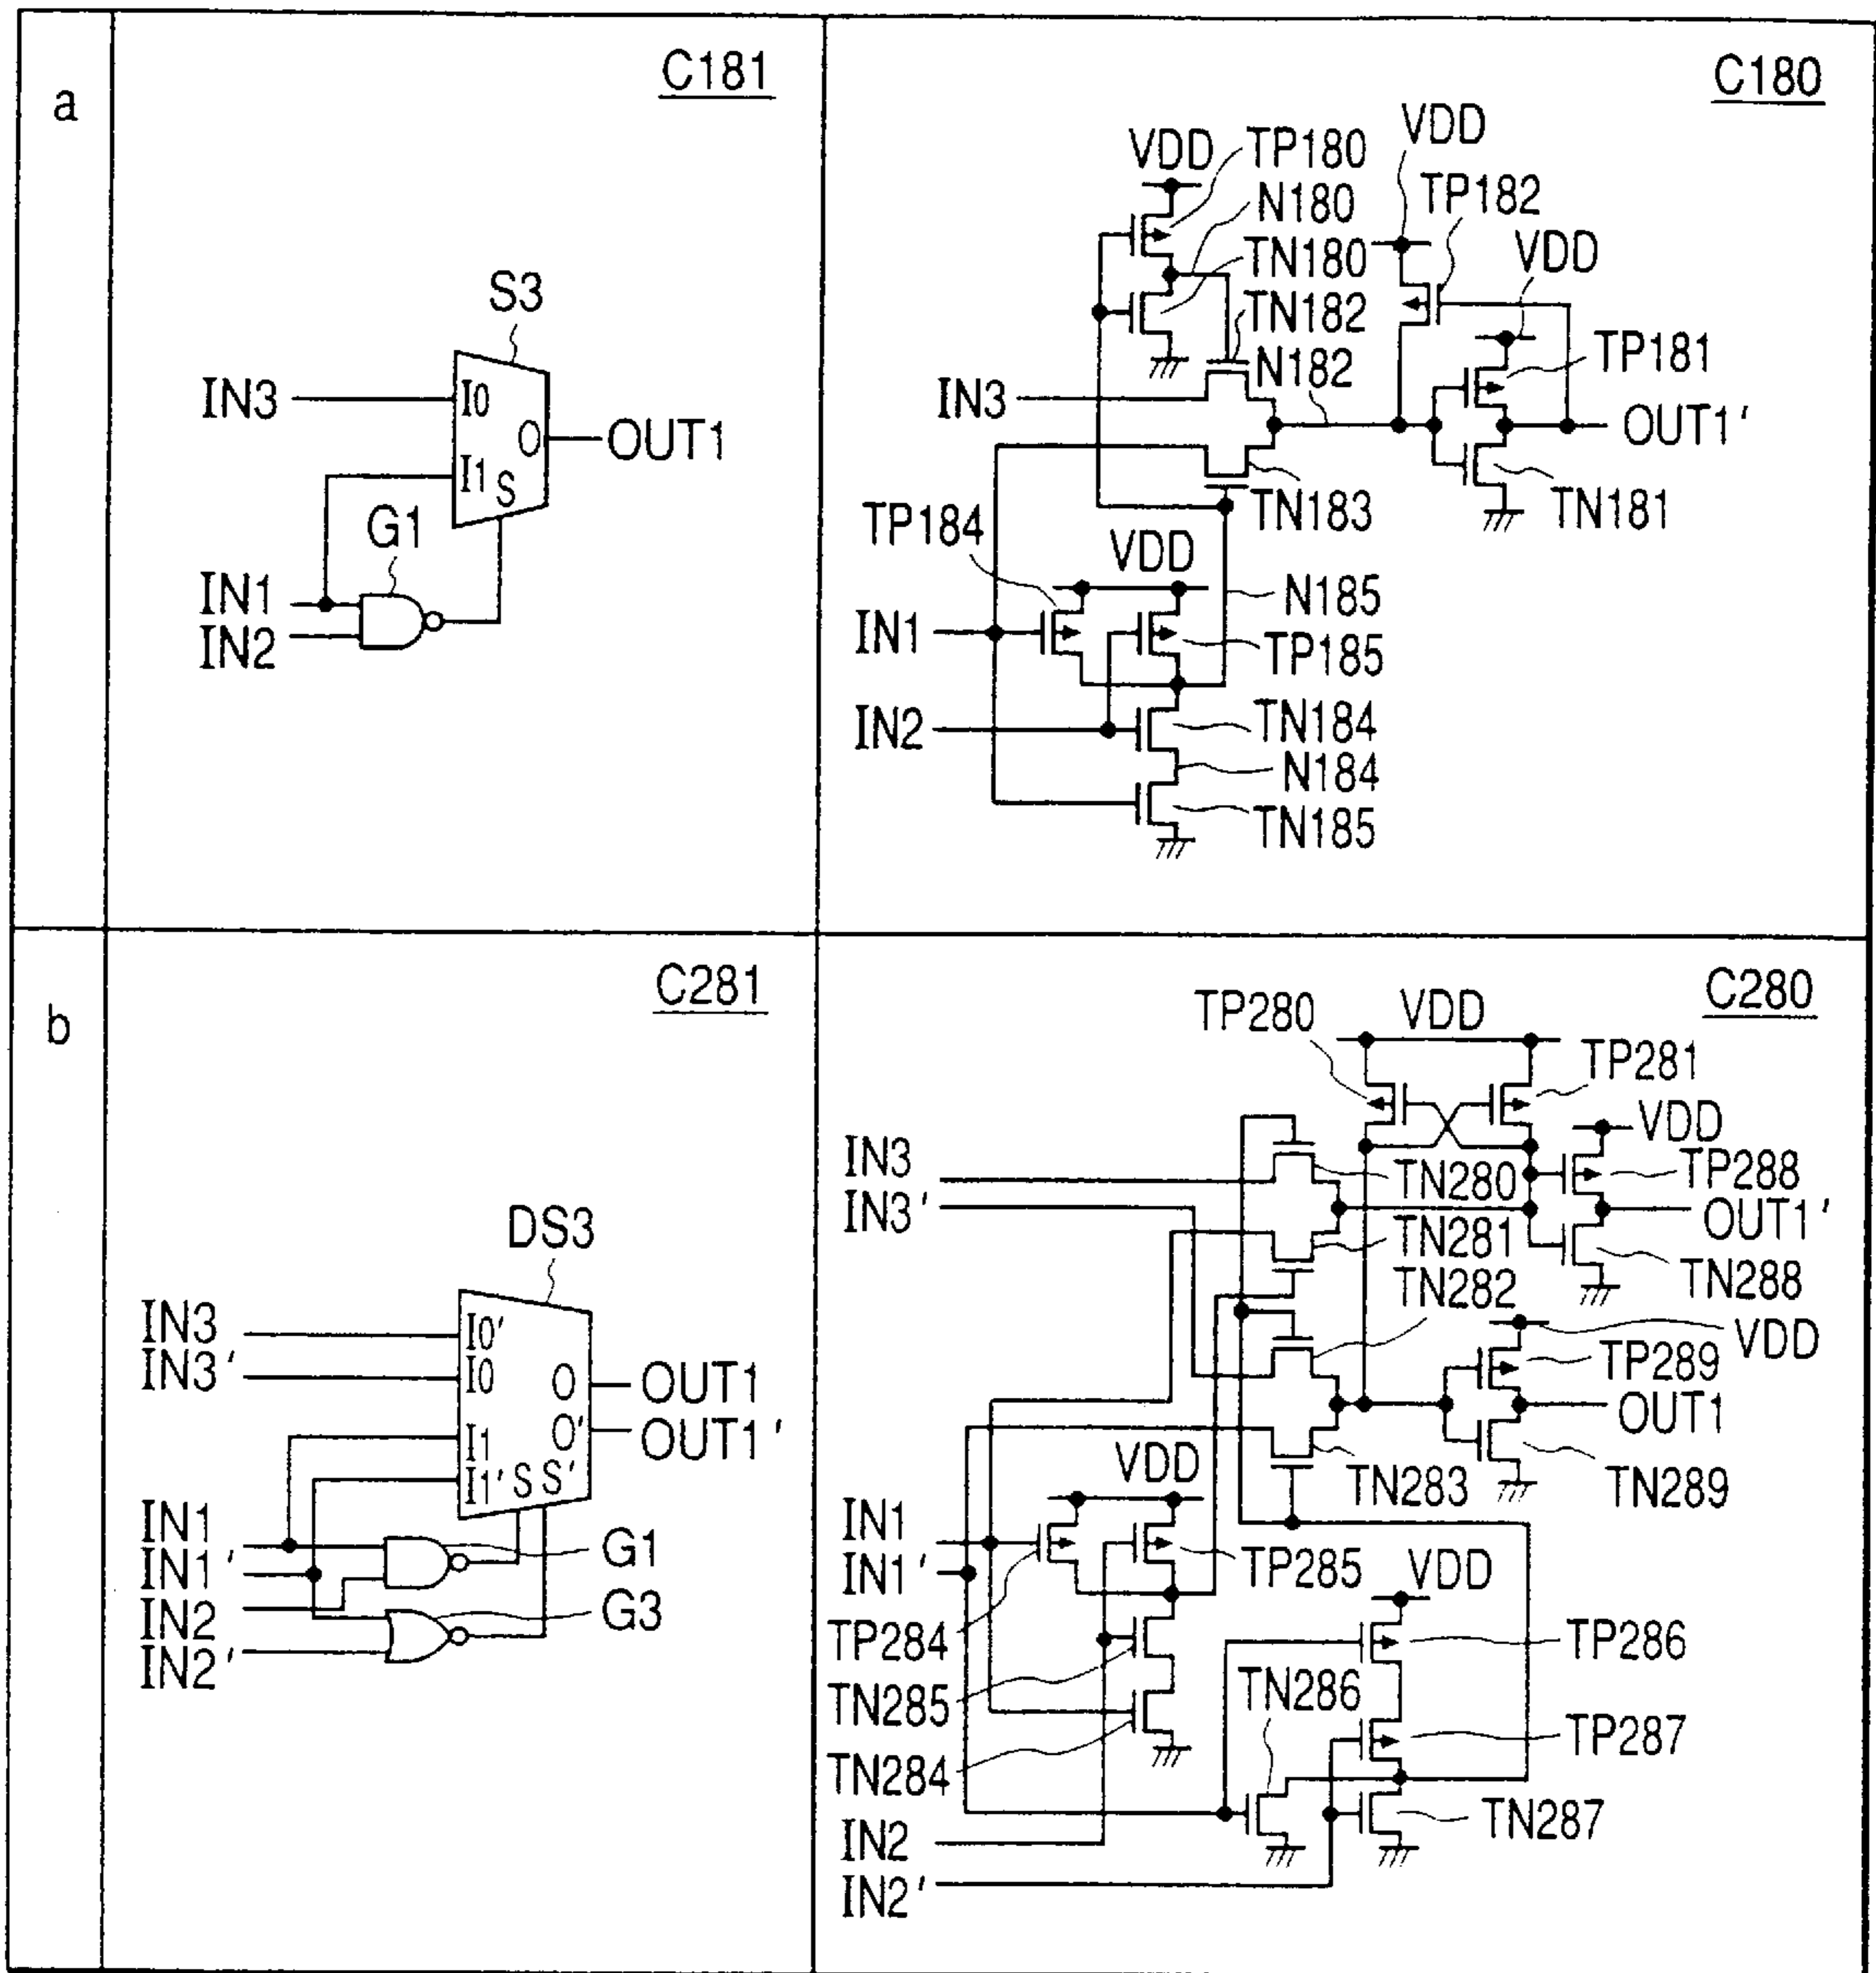 a
C181
S3
IN3
I0
O
OUT1
I1
S
G1
IN1
IN2
C180
VDD
TP180
N180
TN180
TN182
N182
VDD
TP182
VDD
TP181
IN3
OUT1'
TN183
TN181
TP184
VDD
N185
IN1
TP185
IN2
TN184
N184
TN185
b
C281
DS3
IN3
I0'
IN3'
I0
O
OUT1
O'
OUT1'
I1
I1'
S
S'
IN1
IN1'
G1
IN2
G3
IN2'
C280
TP280
VDD
TP281
VDD
IN3
TN280
TP288
IN3'
OUT1'
TN281
TN282
TN288
VDD
TP289
OUT1
VDD
TN283
TN289
IN1
IN1'
TP285
VDD
TP284
TP286
TN286
TN285
TP287
TN284
TN287
IN2
IN2'